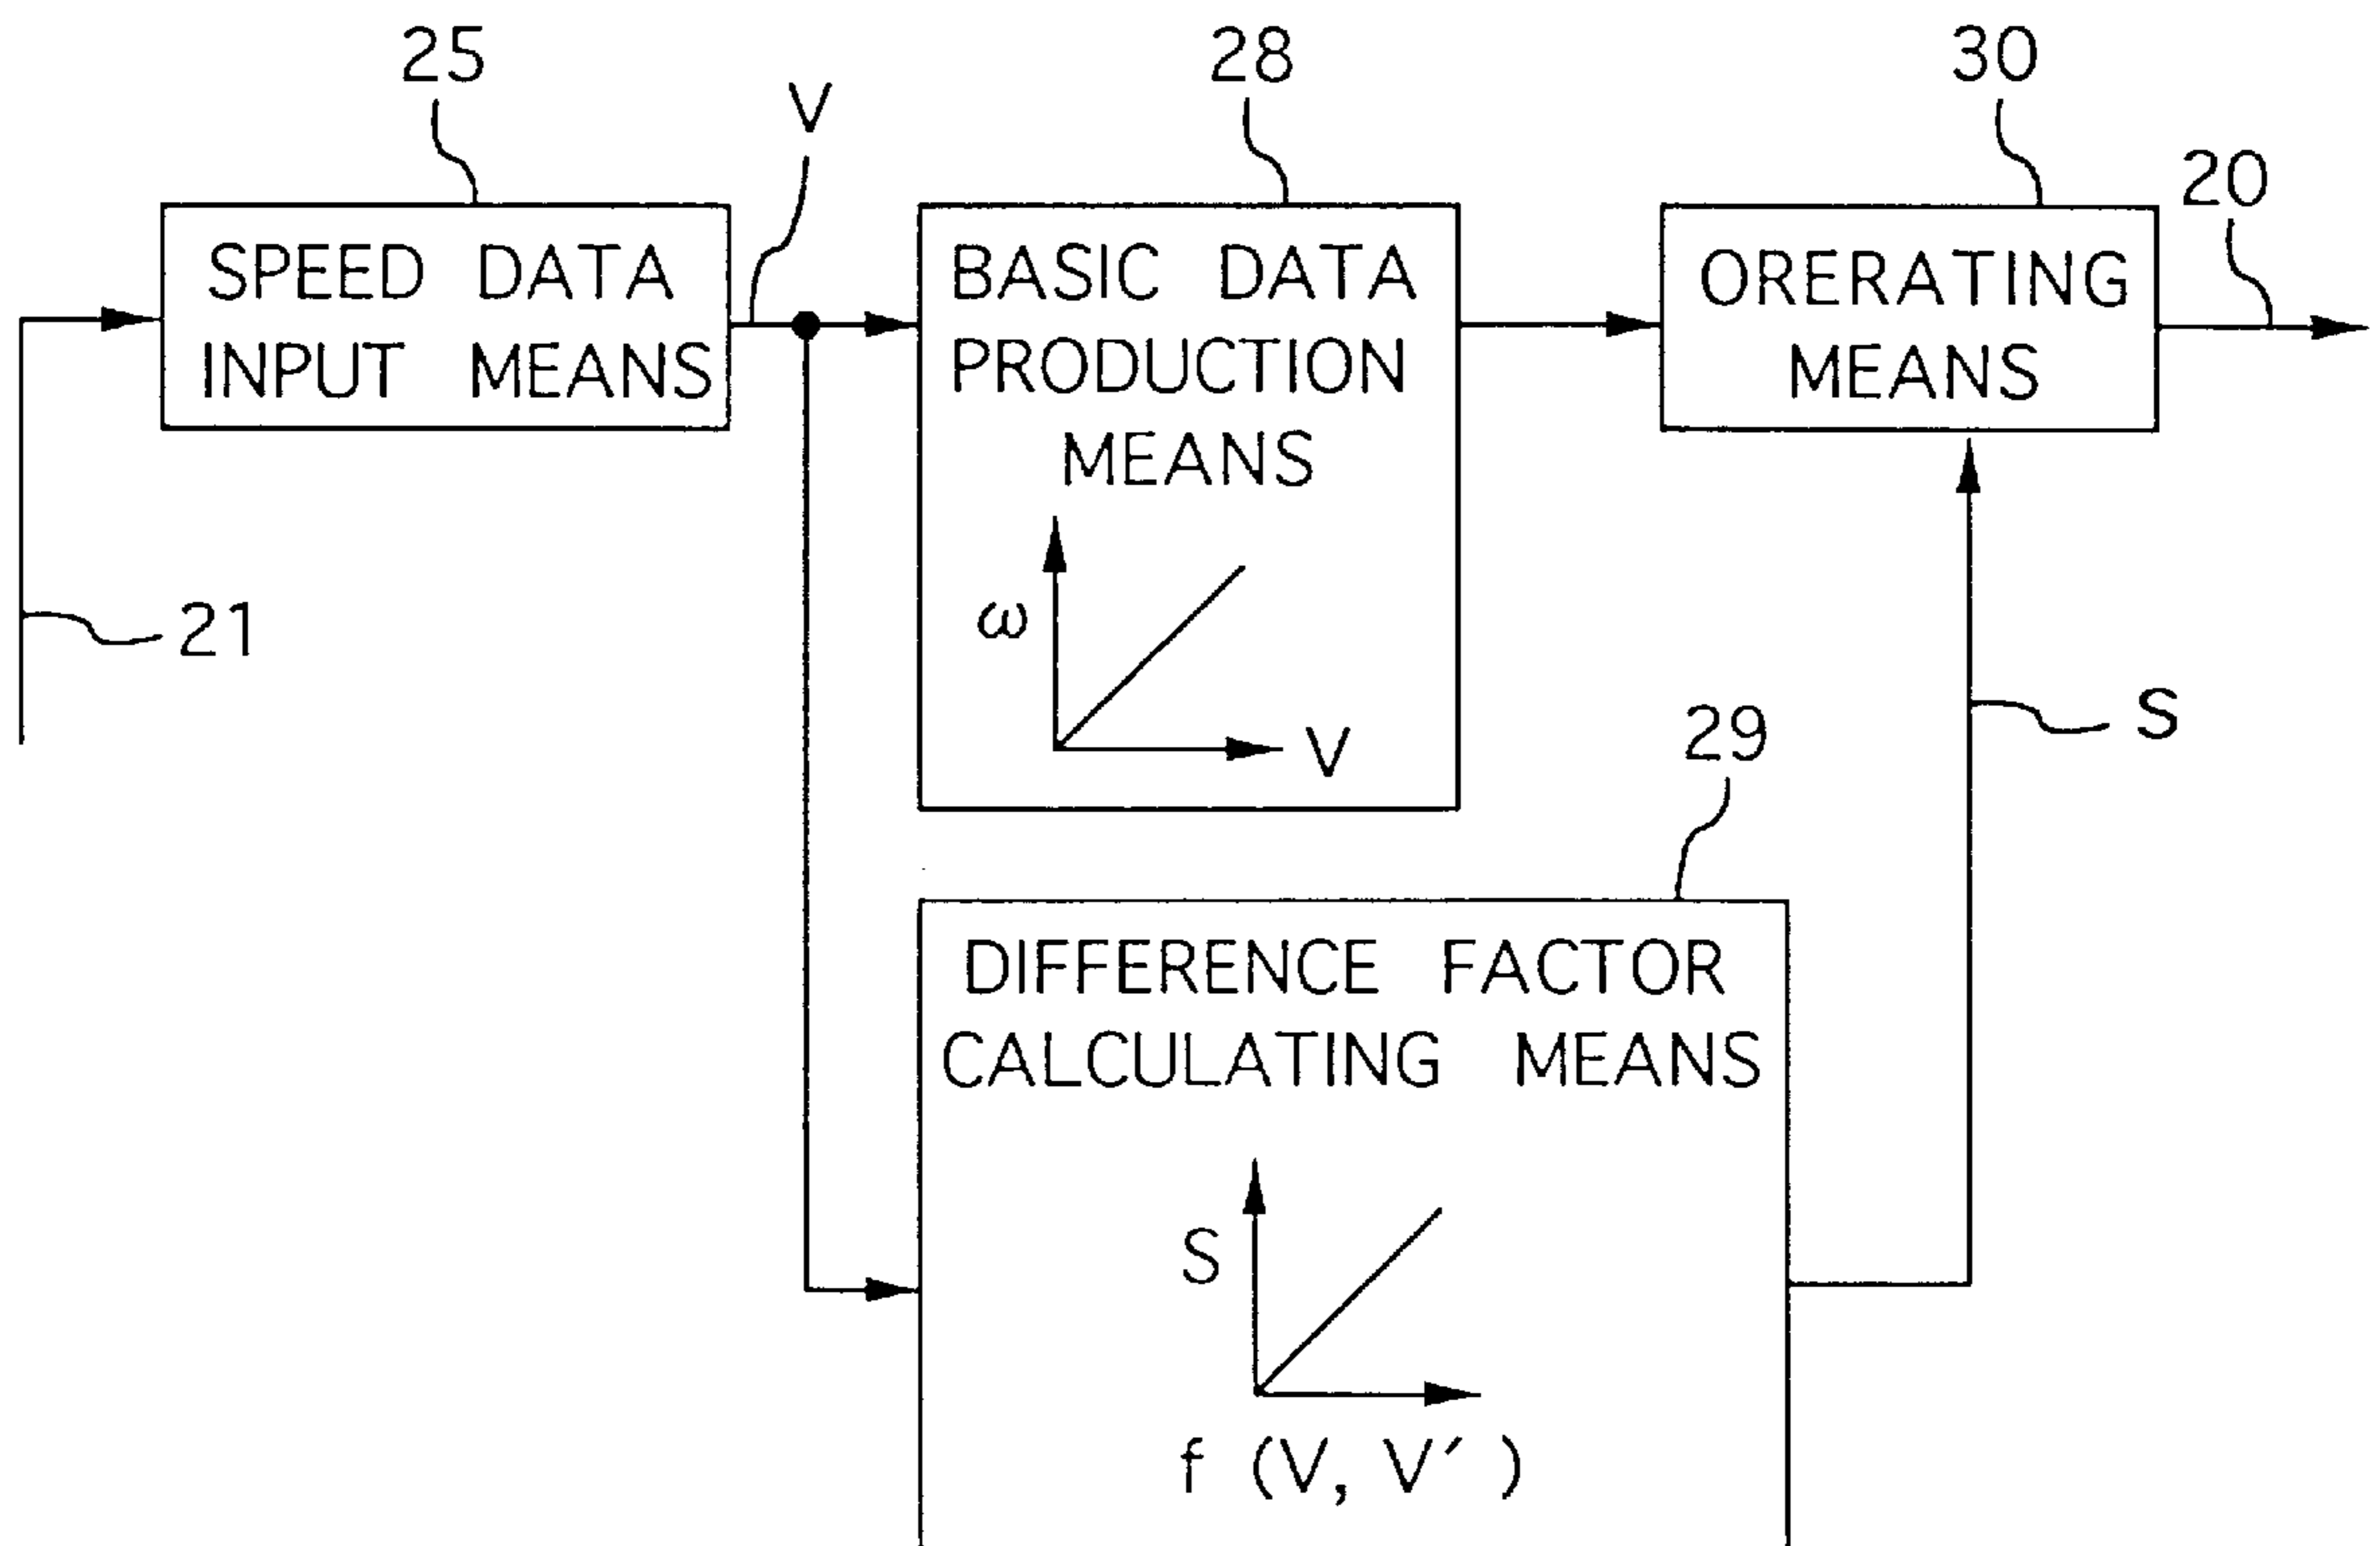 25
V
28
30
20
SPEED DATA
INPUT MEANS
BASIC DATA
PRODUCTION
MEANS
ORERATING
MEANS
ω
V
21
29
S
DIFFERENCE FACTOR
CALCULATING MEANS
S
f (V, V′ )